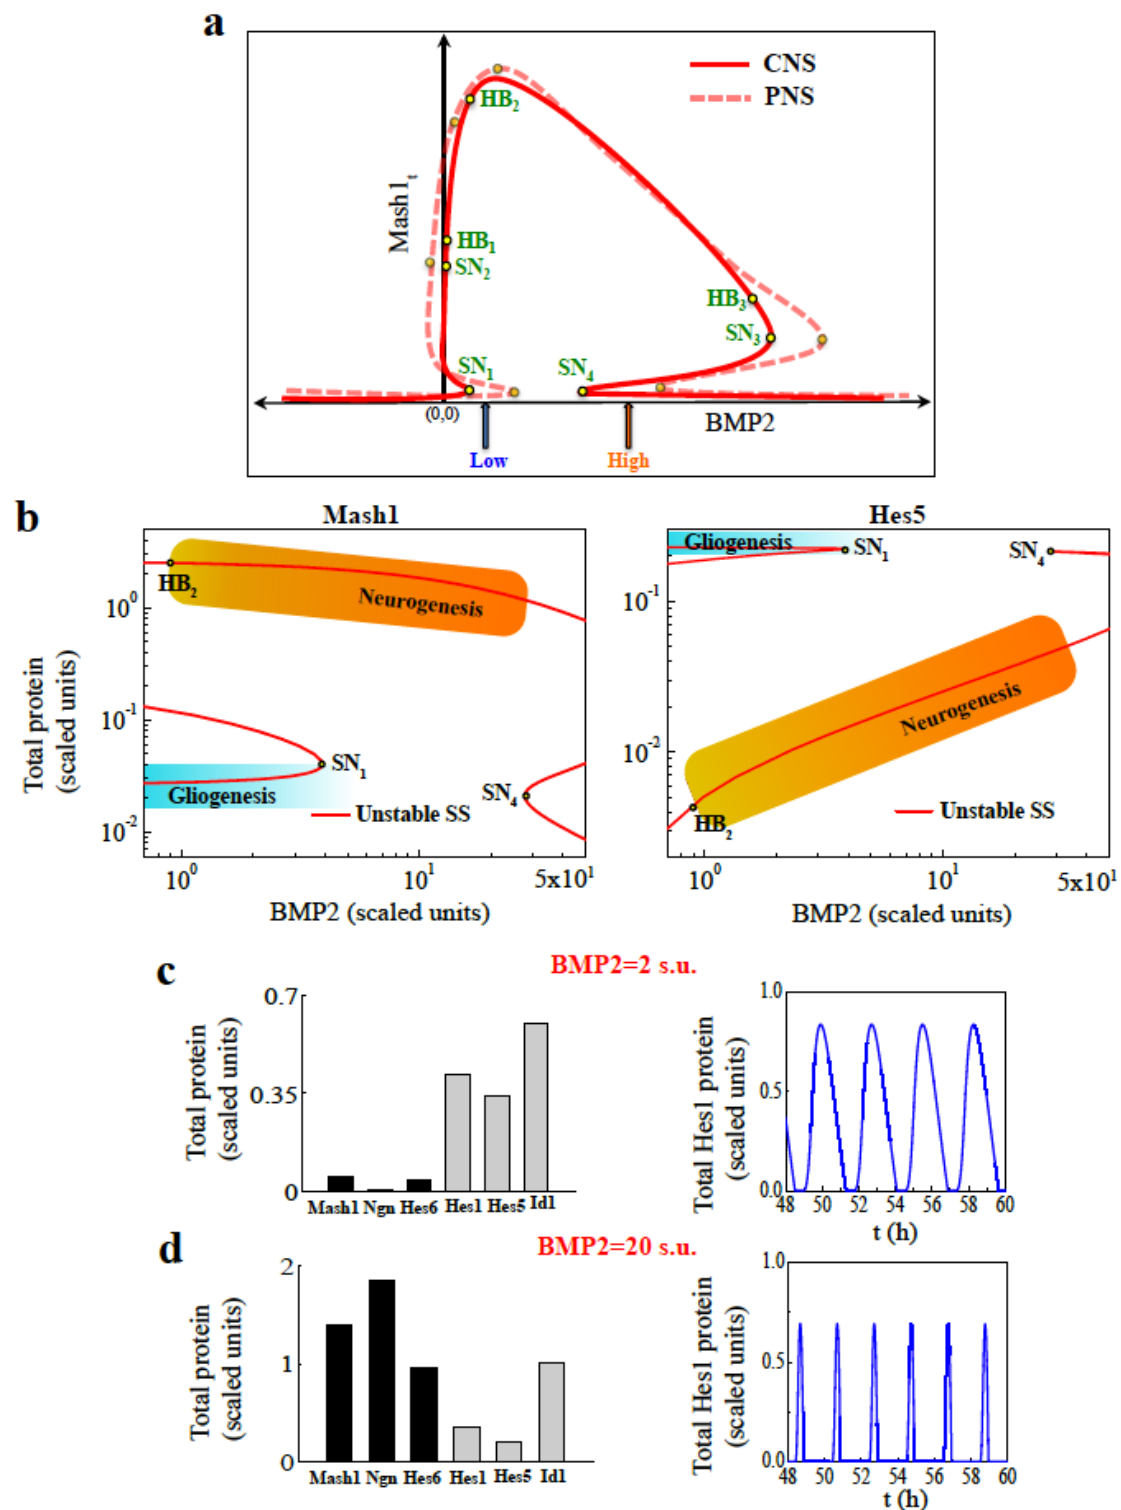 a
CNS
PNS
HB2
Mash1t
HB1
SN2
HB3
SN3
SN1
SN4
(0,0)
BMP2
Low
High
b
Mash1
Hes5
HB2
Neurogenesis
10^0
10^-1
10^-2
SN1
Gliogenesis
SN4
Unstable SS
Total protein
(scaled units)
10^0
10^1
5x10^1
BMP2 (scaled units)
Gliogenesis
SN1
SN4
10^-1
10^-2
Neurogenesis
HB2
Unstable SS
10^0
10^1
5x10^1
BMP2 (scaled units)
c
BMP2=2 s.u.
Total protein
(scaled units)
0.7
0.35
0
Mash1 Ngn Hes6 Hes1 Hes5 Id1
Total Hes1 protein
(scaled units)
1.0
0.5
0.0
48 50 52 54 56 58 60
t (h)
d
BMP2=20 s.u.
Total protein
(scaled units)
2
1
0
Mash1 Ngn Hes6 Hes1 Hes5 Id1
Total Hes1 protein
(scaled units)
1.0
0.5
0.0
48 50 52 54 56 58 60
t (h)